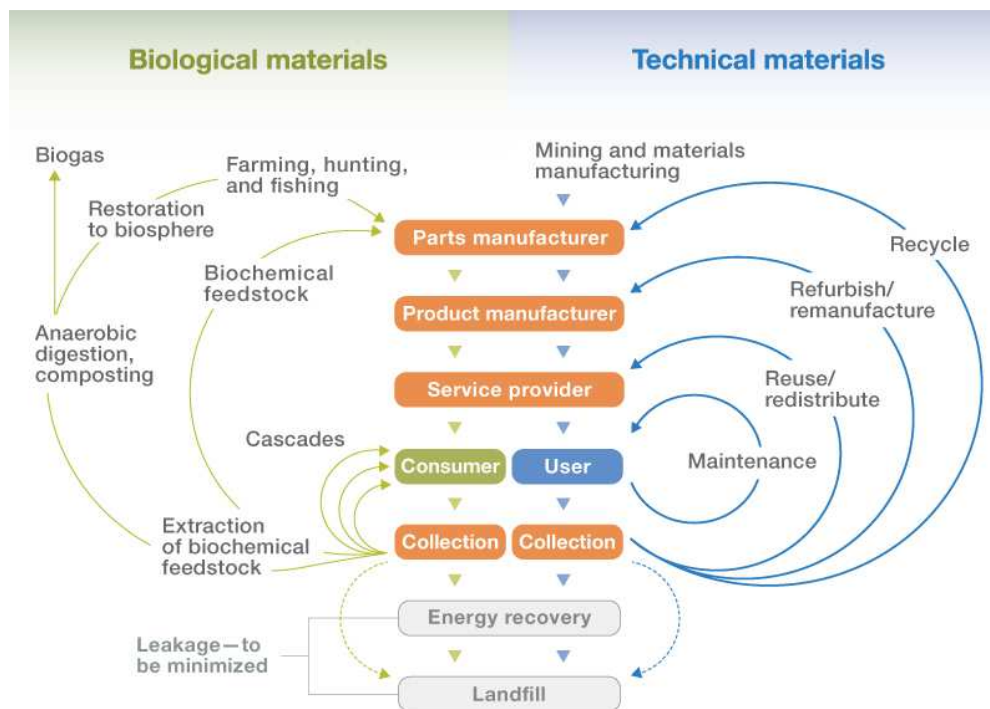 Biological materials
Technical materials
Biogas
Farming, hunting,
and fishing
Mining and materials
manufacturing
Restoration
to biosphere
Parts manufacturer
Recycle
Biochemical
feedstock
Refurbish/
remanufacture
Product manufacturer
Anaerobic
digestion,
composting
Service provider
Reuse/
redistribute
Cascades
Consumer
User
Maintenance
Extraction
of biochemical
feedstock
Collection
Collection
Energy recovery
Leakage—to
be minimized
Landfill